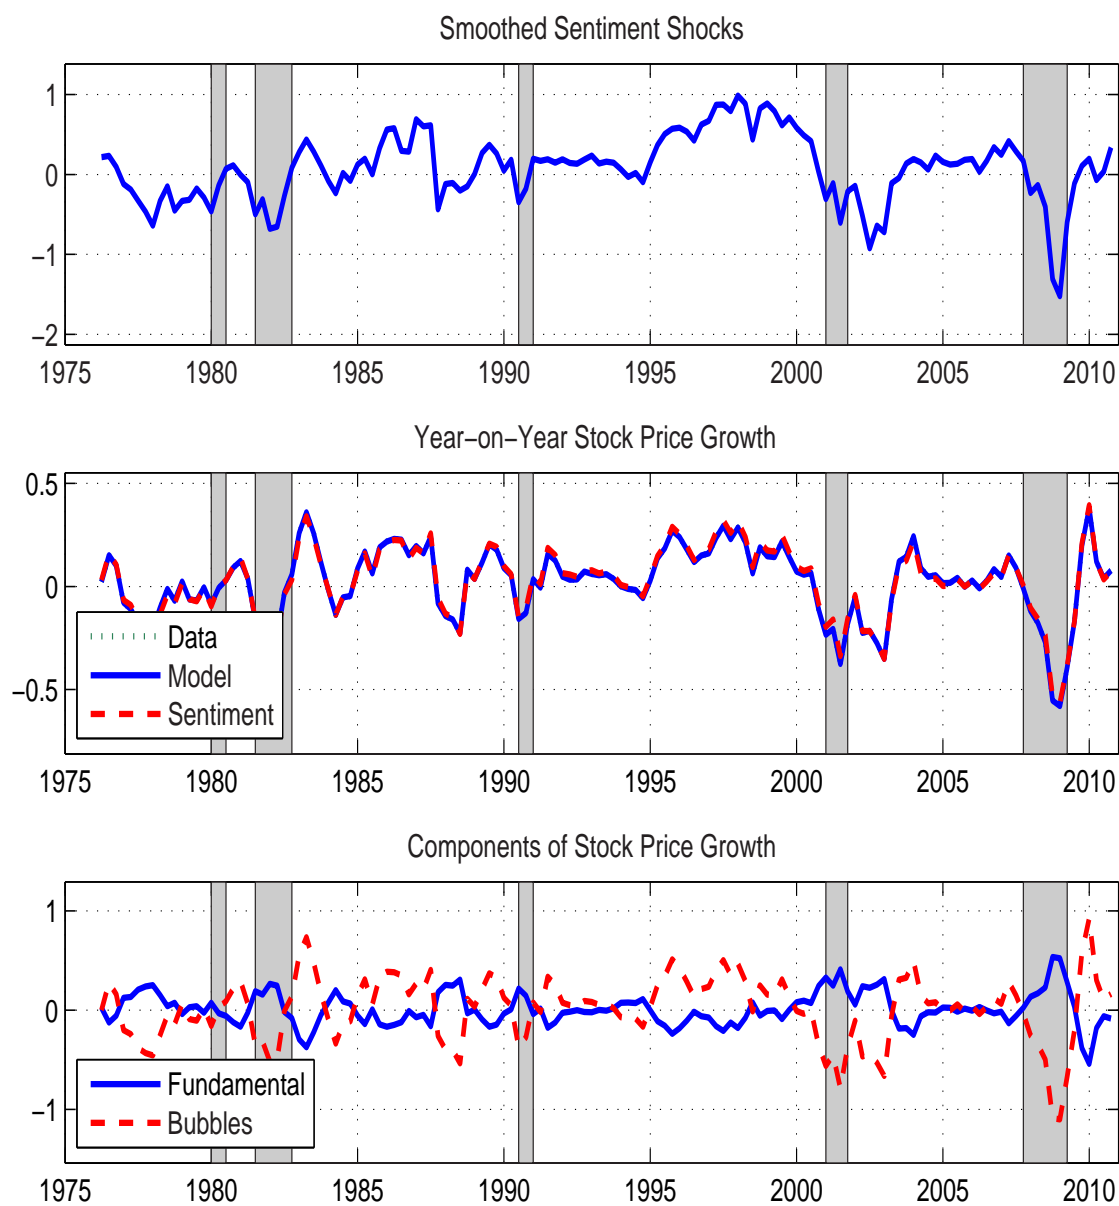 Smoothed Sentiment Shocks
1
0
−1
−2
1975 1980 1985 1990 1995 2000 2005 2010
Year−on−Year Stock Price Growth
0.5
0
−0.5
Data
Model
Sentiment
1975 1980 1985 1990 1995 2000 2005 2010
Components of Stock Price Growth
1
0
−1
Fundamental
Bubbles
1975 1980 1985 1990 1995 2000 2005 2010